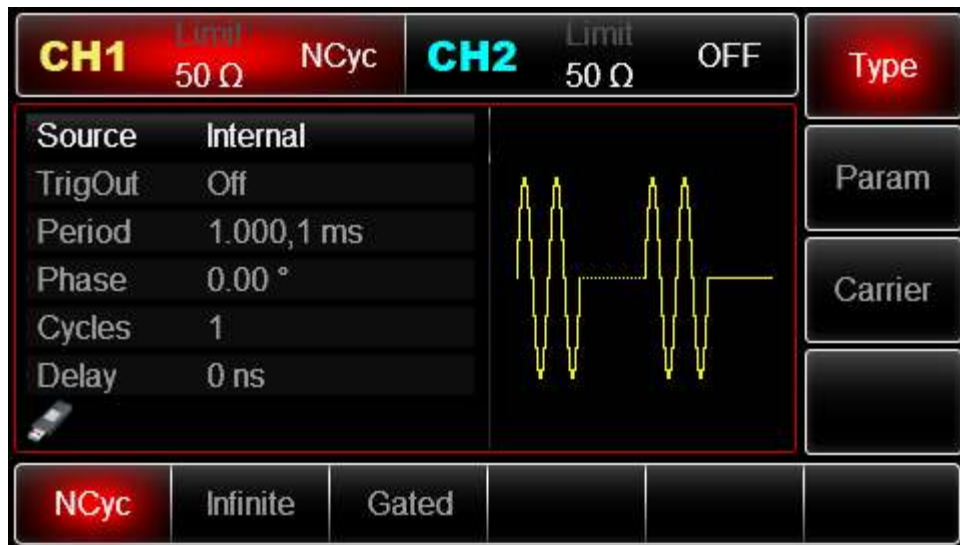 CH1 Limit 50 Ω NCyc CH2 Limit 50 Ω OFF Type
Source Internal
TrigOut Off
Param
Period 1.000,1 ms
Phase 0.00 °
Carrier
Cycles 1
Delay 0 ns
NCyc Infinite Gated